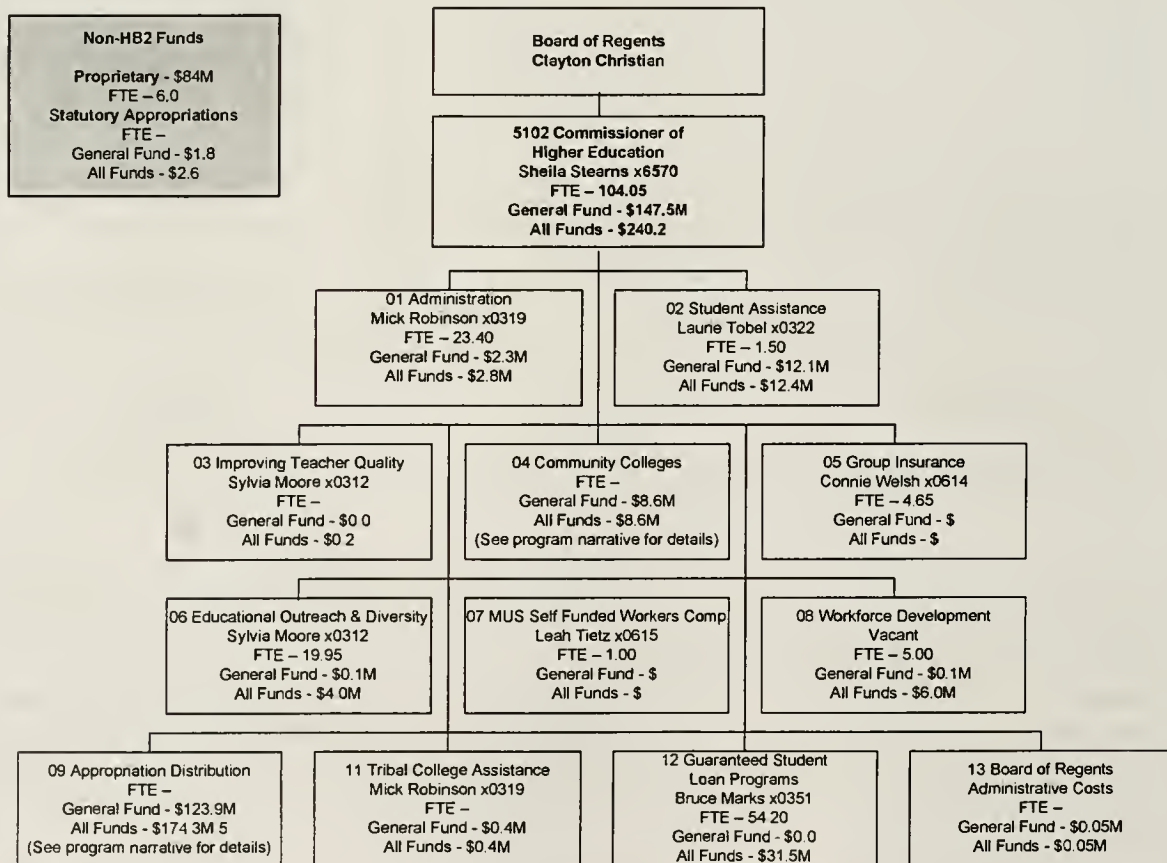 Non-HB2 Funds
Proprietary - $84M
FTE – 6.0
Statutory Appropriations
FTE –
General Fund - $1.8
All Funds - $2.6
Board of Regents
Clayton Christian
5102 Commissioner of
Higher Education
Sheila Stearns x6570
FTE – 104.05
General Fund - $147.5M
All Funds - $240.2
01 Administration
Mick Robinson x0319
FTE – 23.40
General Fund - $2.3M
All Funds - $2.8M
02 Student Assistance
Laurie Tobel x0322
FTE – 1.50
General Fund - $12.1M
All Funds - $12.4M
03 Improving Teacher Quality
Sylvia Moore x0312
FTE –
General Fund - $0.0
All Funds - $0.2
04 Community Colleges
FTE –
General Fund - $8.6M
All Funds - $8.6M
(See program narrative for details)
05 Group Insurance
Connie Welsh x0614
FTE – 4.65
General Fund - $
All Funds - $
06 Educational Outreach & Diversity
Sylvia Moore x0312
FTE – 19.95
General Fund - $0.1M
All Funds - $4.0M
07 MUS Self Funded Workers Comp
Leah Tietz x0615
FTE – 1.00
General Fund - $
All Funds - $
08 Workforce Development
Vacant
FTE – 5.00
General Fund - $0.1M
All Funds - $6.0M
09 Appropriation Distribution
FTE –
General Fund - $123.9M
All Funds - $174.3M 5
(See program narrative for details)
11 Tribal College Assistance
Mick Robinson x0319
FTE –
General Fund - $0.4M
All Funds - $0.4M
12 Guaranteed Student
Loan Programs
Bruce Marks x0351
FTE – 54.20
General Fund - $0.0
All Funds - $31.5M
13 Board of Regents
Administrative Costs
FTE –
General Fund - $0.05M
All Funds - $0.05M